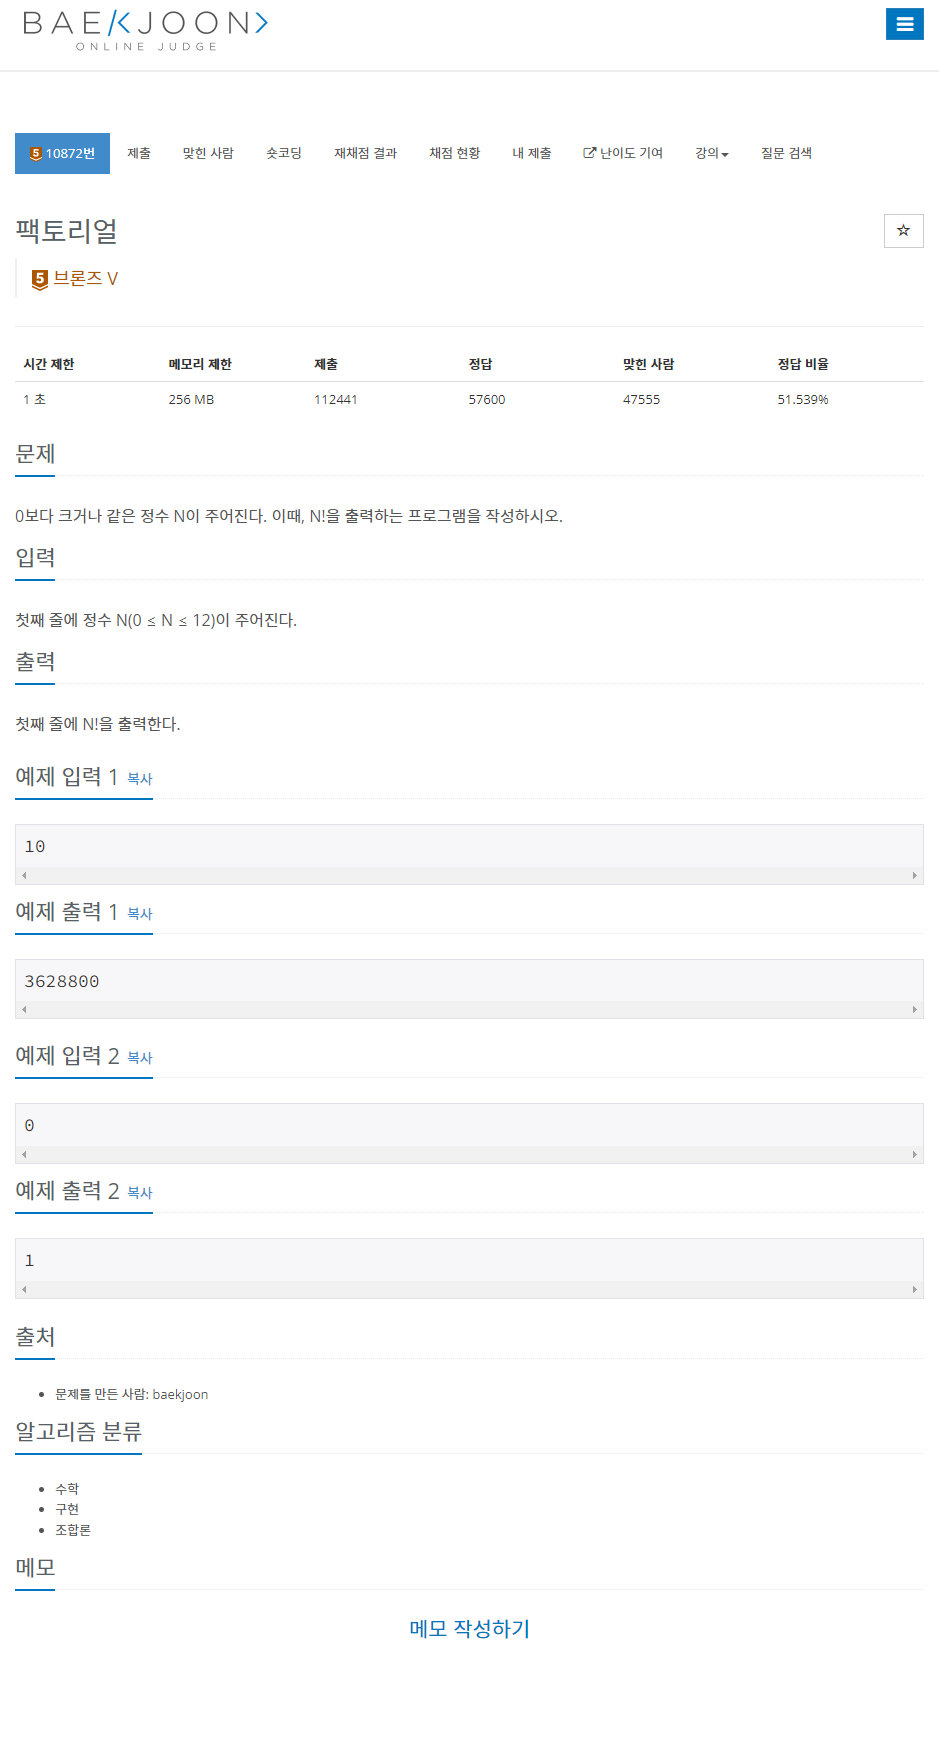 BAEKJOON
ONLINE JUDGE
5 10872번 제출 맞힌 사람 숏코딩 재채점 결과 채점 현황 내 제출 난이도 기여 강의 질문 검색
팩토리얼
5 브론즈 V
시간 제한 메모리 제한 제출 정답 맞힌 사람 정답 비율
1 초 256 MB 112441 57600 47555 51.539%
문제
0보다 크거나 같은 정수 N이 주어진다. 이때, N!을 출력하는 프로그램을 작성하시오.
입력
첫째 줄에 정수 N(0 ≤ N ≤ 12)이 주어진다.
출력
첫째 줄에 N!을 출력한다.
예제 입력 1 복사
10
예제 출력 1 복사
3628800
예제 입력 2 복사
0
예제 출력 2 복사
1
출처
문제를 만든 사람: baekjoon
알고리즘 분류
수학
구현
조합론
메모
메모 작성하기